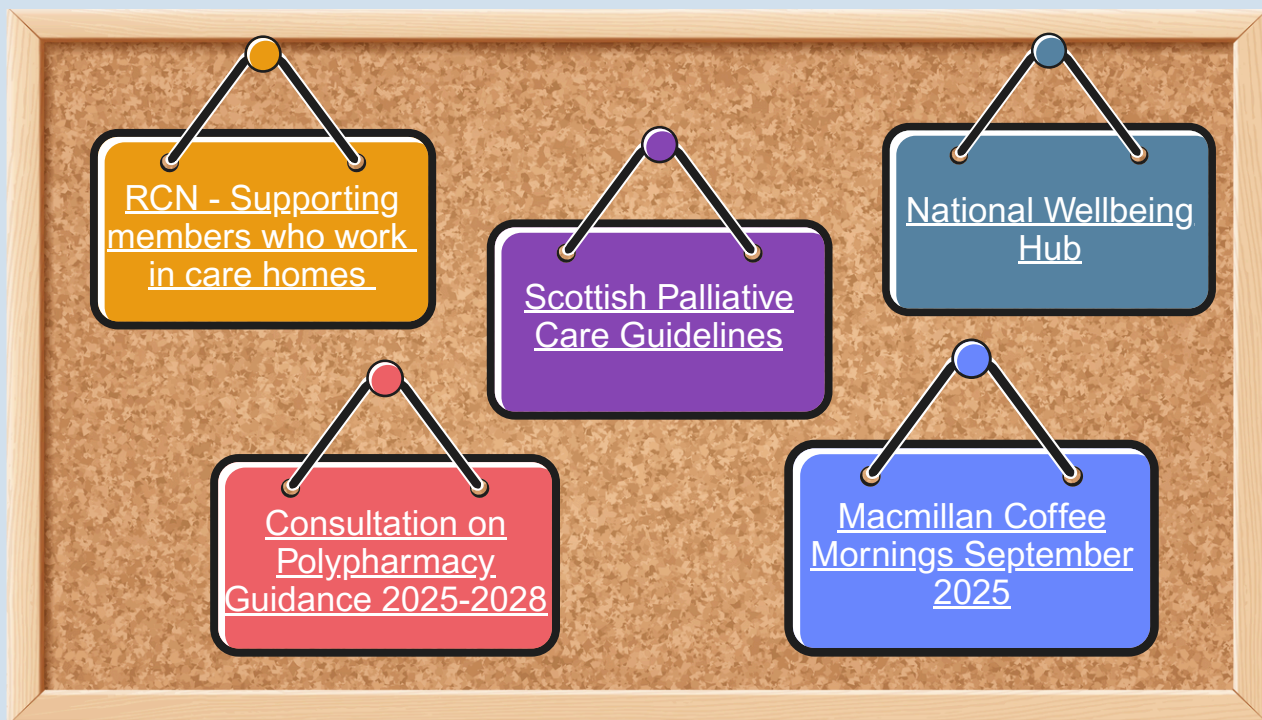 RCN - Supporting
members who work
in care homes
National Wellbeing
Hub
Scottish Palliative
Care Guidelines
Consultation on
Polypharmacy
Guidance 2025-2028
Macmillan Coffee
Mornings September
2025